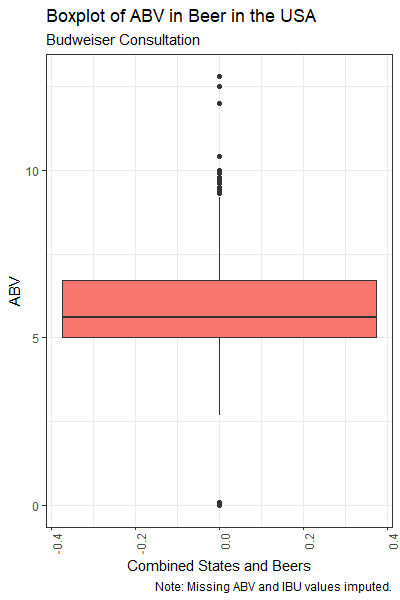 Boxplot of ABV in Beer in the USA
Budweiser Consultation
10
5
0
ABV
-0.4
-0.2
0.0
0.2
0.4
Combined States and Beers
Note: Missing ABV and IBU values imputed.